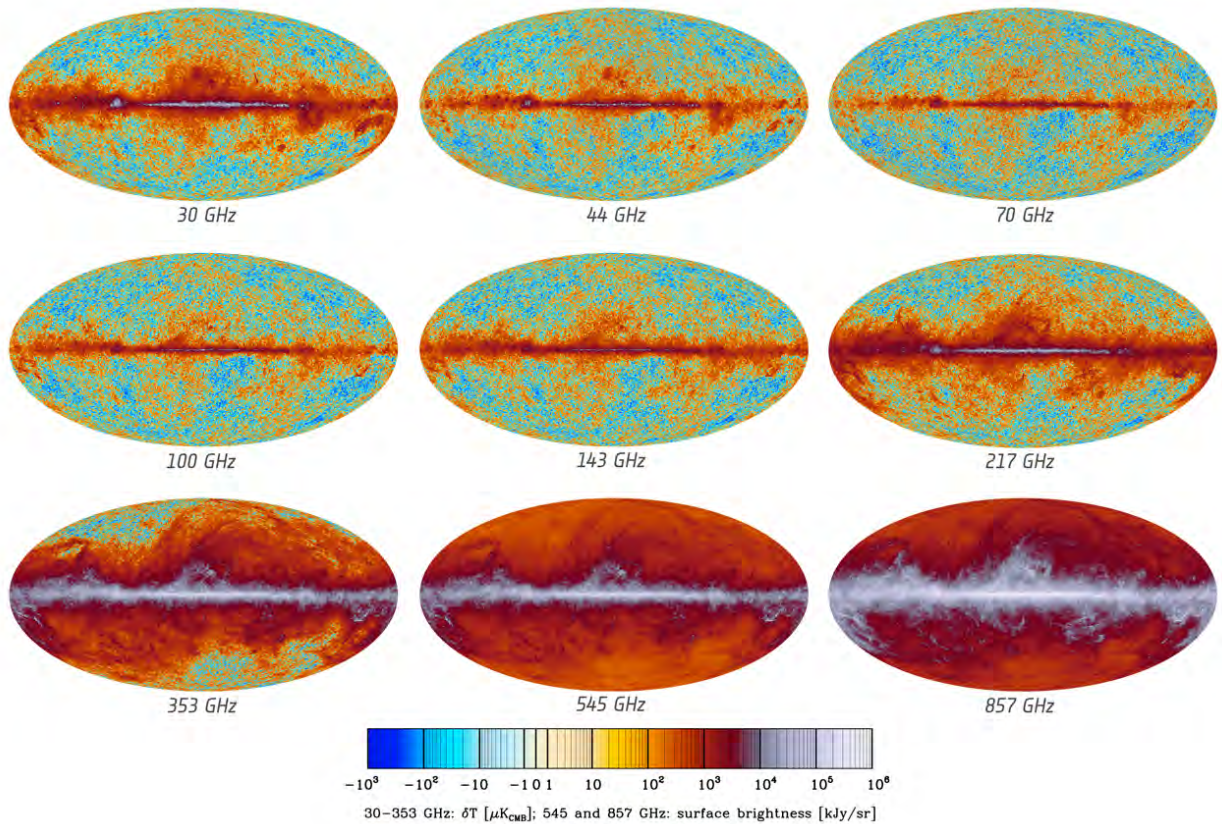 30 GHz
44 GHz
70 GHz
100 GHz
143 GHz
217 GHz
353 GHz
545 GHz
857 GHz
−10³ −10² −10 −1 0 1 10 10² 10³ 10⁴ 10⁵ 10⁶
30−353 GHz: δT [μK_CMB]; 545 and 857 GHz: surface brightness [kJy/sr]